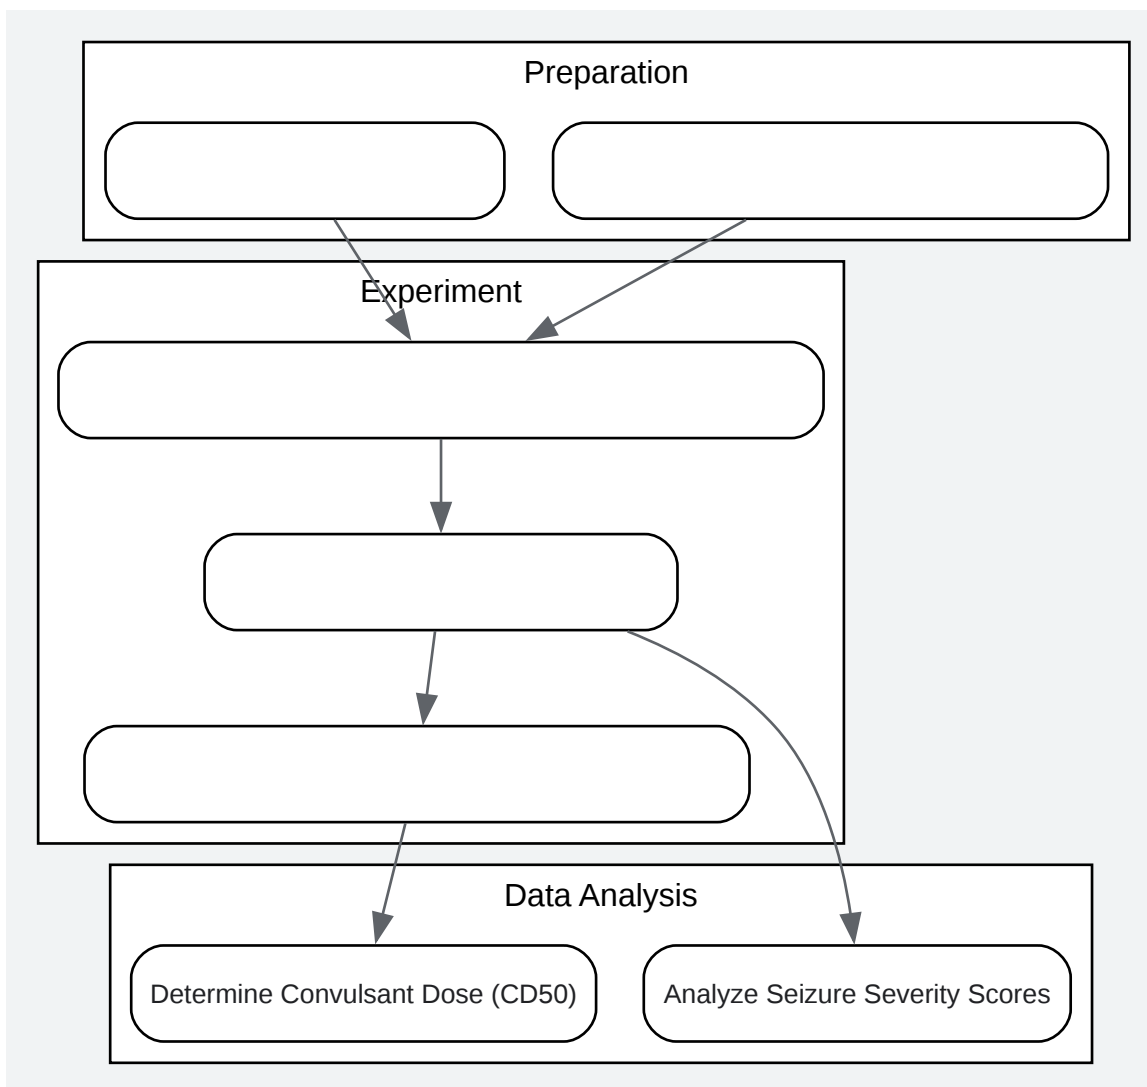 Preparation
Experiment
Data Analysis
Determine Convulsant Dose (CD50)
Analyze Seizure Severity Scores